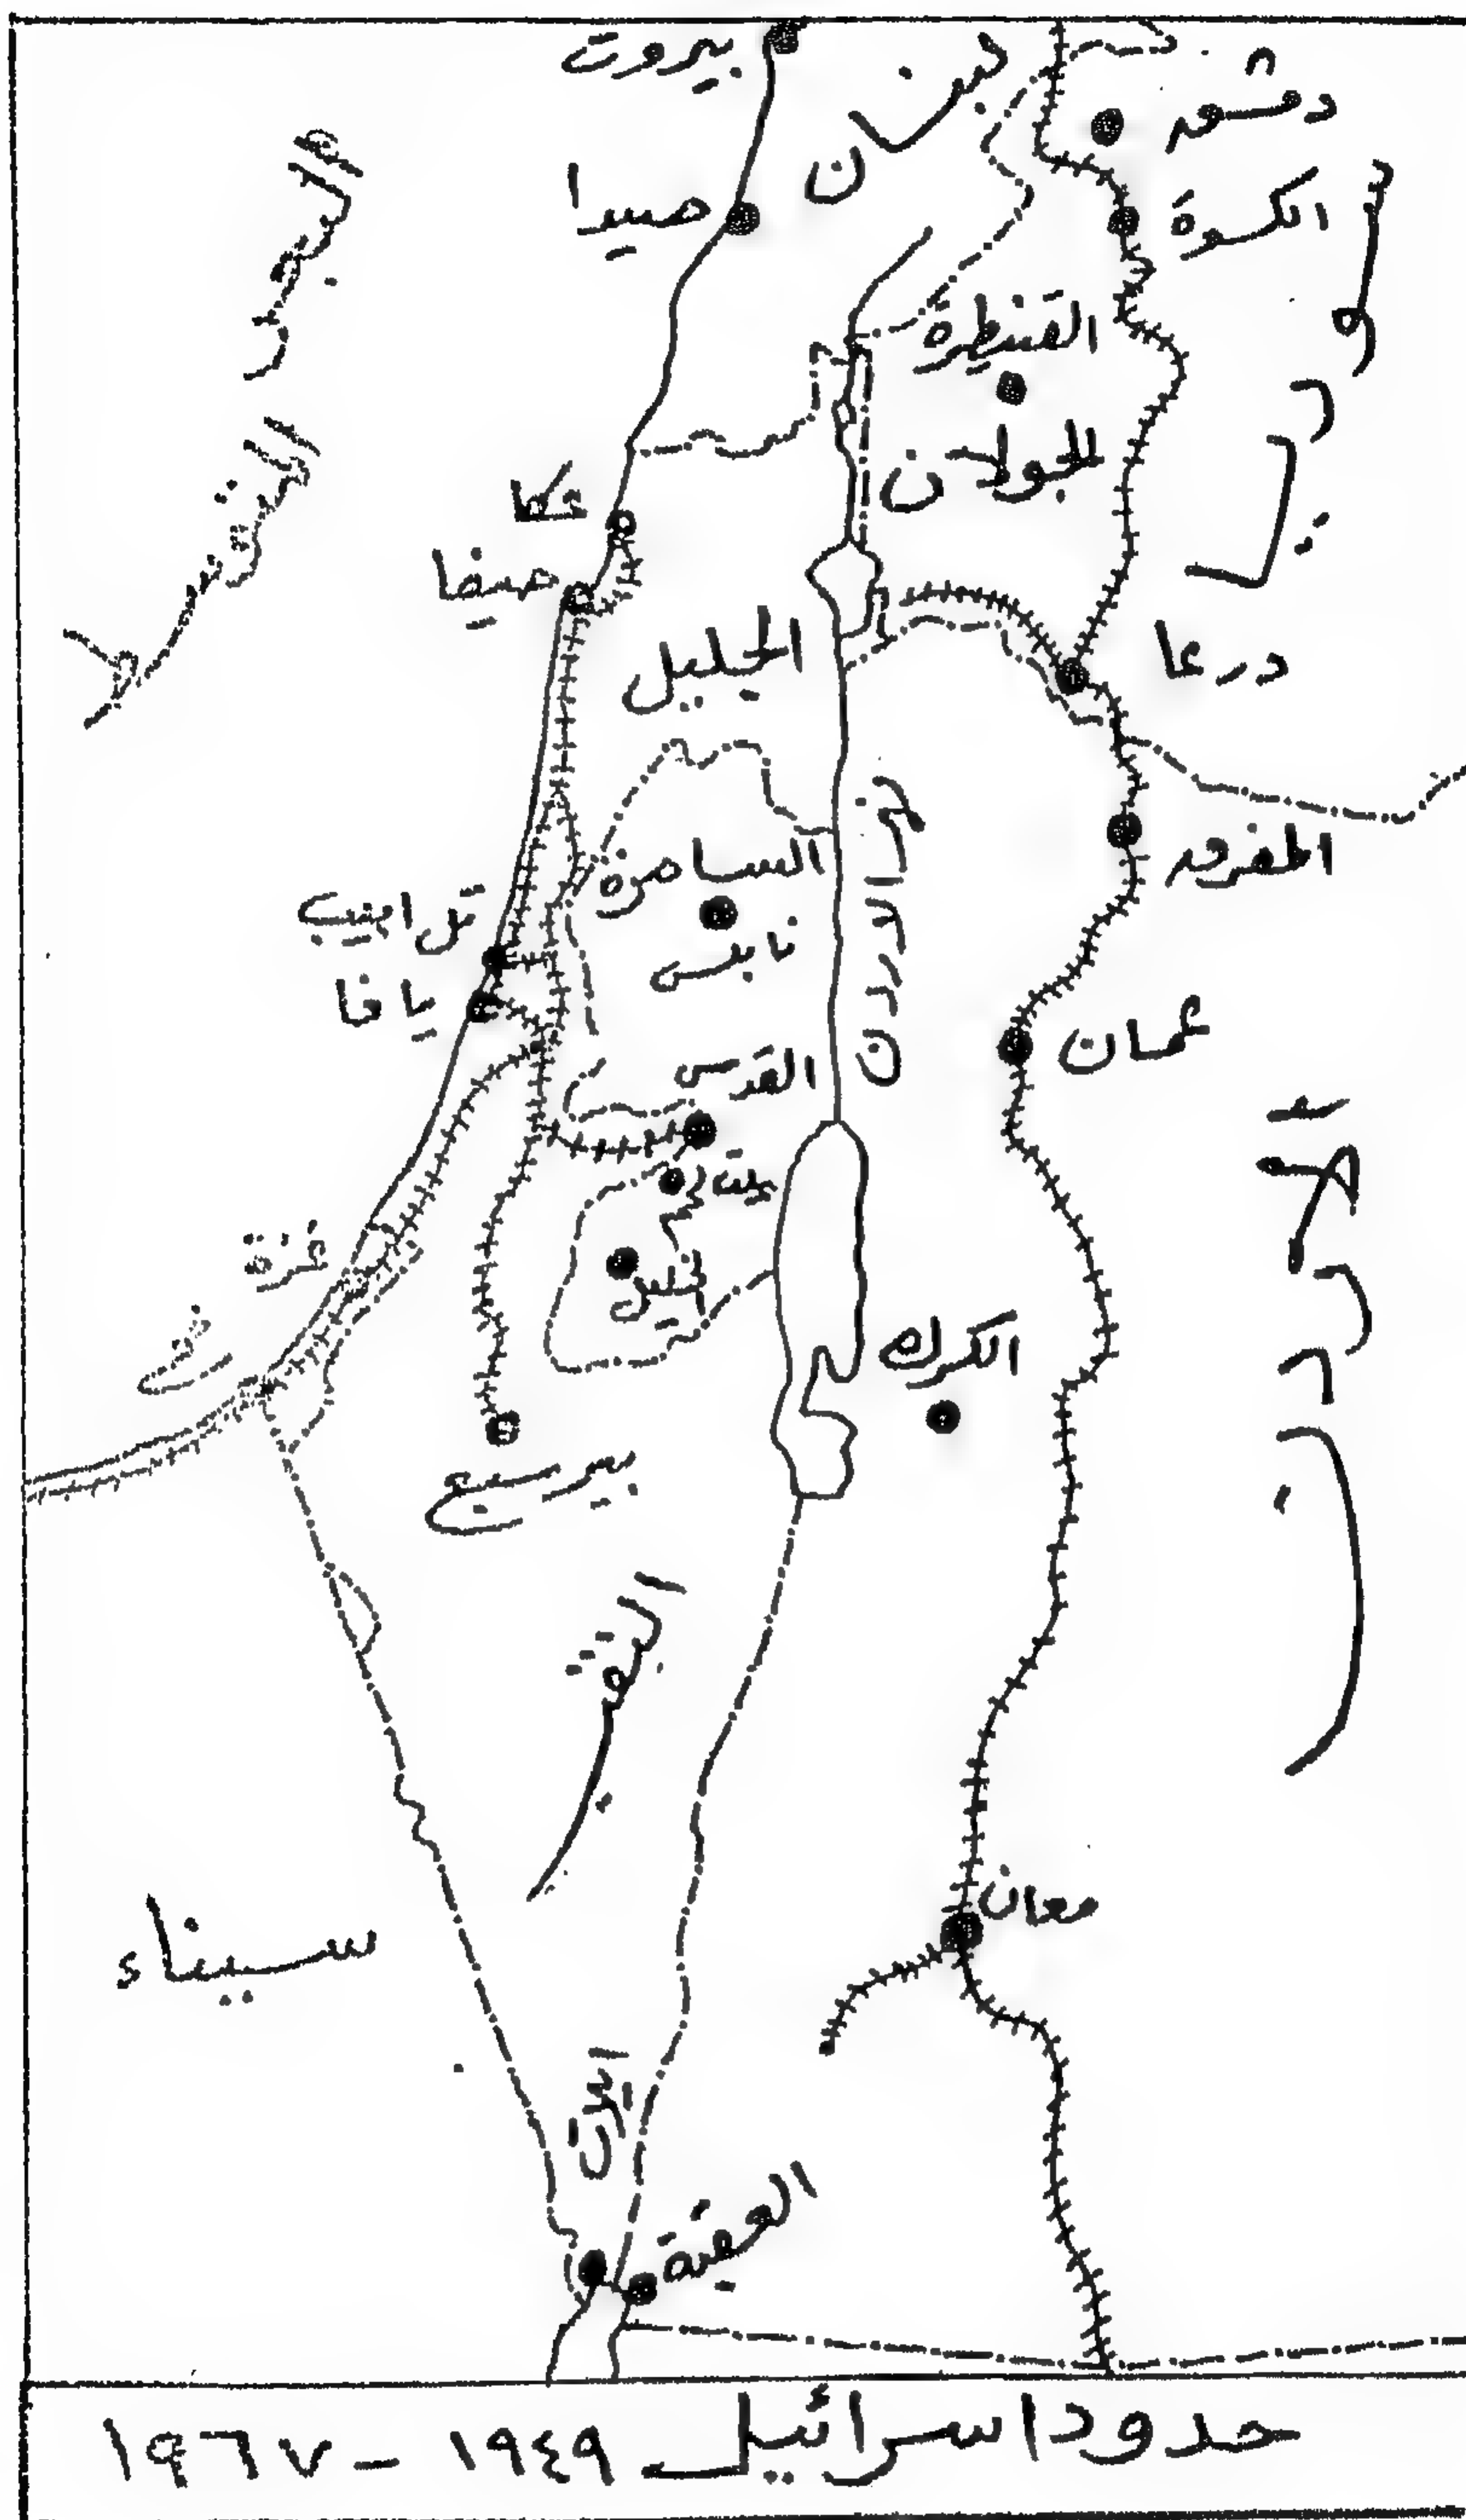 بيروت
لبنان
دمشق
صيدا
الكسوة
سوريا
البحر
المتوسط
القنيطرة
الجولان
عكا
حيفا
الجليل
درعا
السامرة
نابلس
نهر الاردن
المفرق
تل ابيب
يافا
عمان
القدس
بيت لحم
الخليل
غزة
رفح
الكرك
الاردن
بير سبع
النقب
سيناء
معان
العقبة
حدود اسرائيل ١٩٤٩ - ١٩٦٧